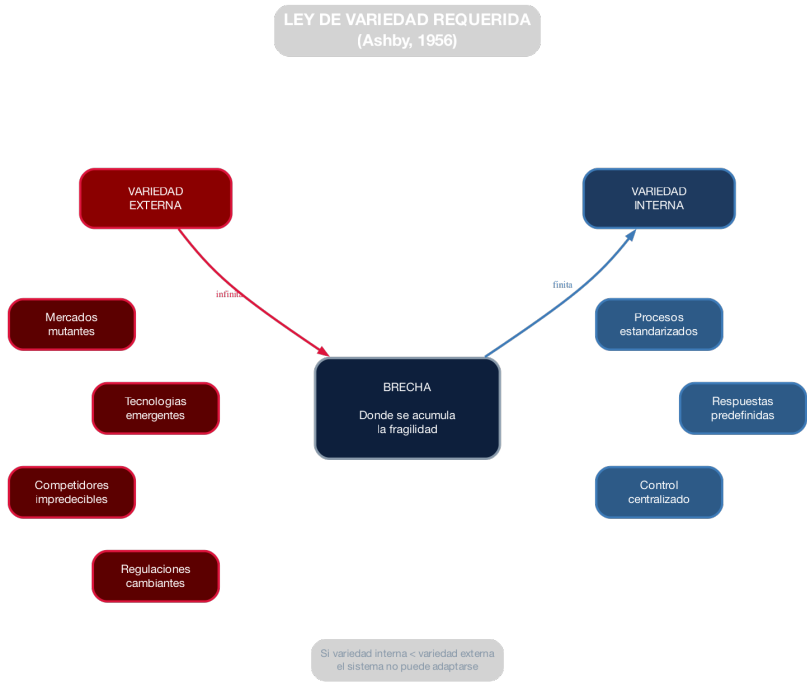 LEY DE VARIEDAD REQUERIDA
(Ashby, 1956)
VARIEDAD
EXTERNA
VARIEDAD
INTERNA
infinita
finita
Mercados
mutantes
Procesos
estandarizados
BRECHA
Donde se acumula
la fragilidad
Tecnologías
emergentes
Respuestas
predefinidas
Competidores
impredecibles
Control
centralizado
Regulaciones
cambiantes
Si variedad interna < variedad externa
el sistema no puede adaptarse